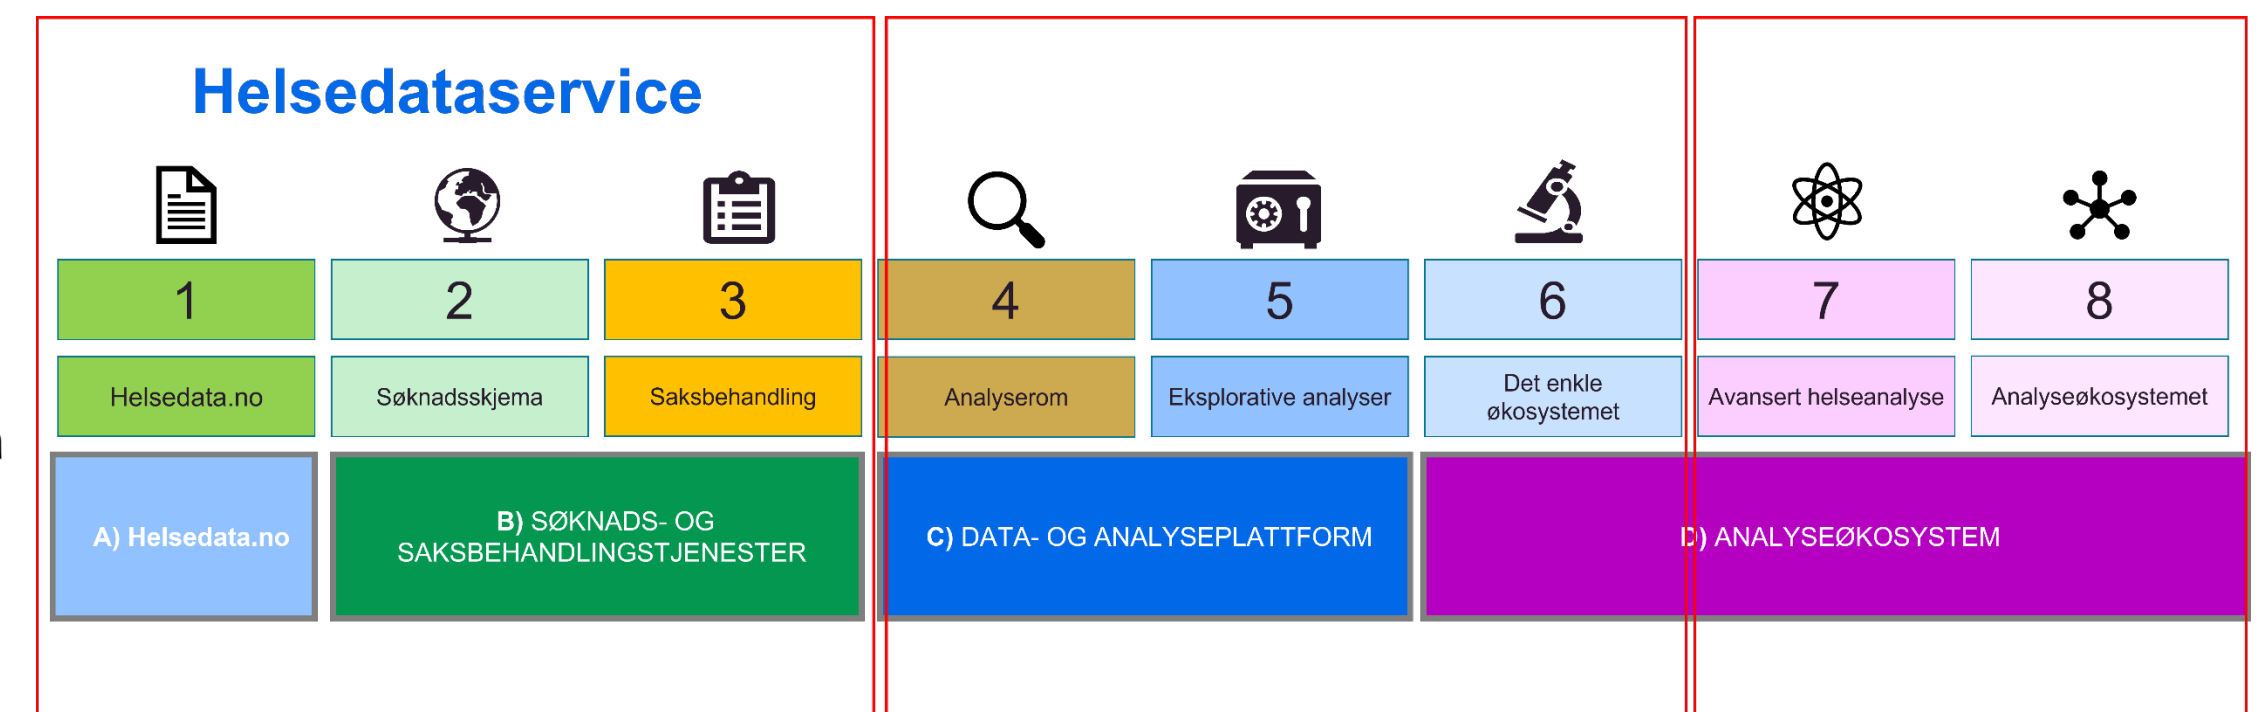 Helsedataservice
1
2
3
4
5
6
7
8
Helsedata.no
Søknadsskjema
Saksbehandling
Analyserom
Eksplorative analyser
Det enkle
økosystemet
Avansert helseanalyse
Analyseøkosystemet
A) Helsedata.no
B) SØKNADS- OG
SAKSBEHANDLINGSTJENESTER
C) DATA- OG ANALYSEPLATTFORM
D) ANALYSEØKOSYSTEM